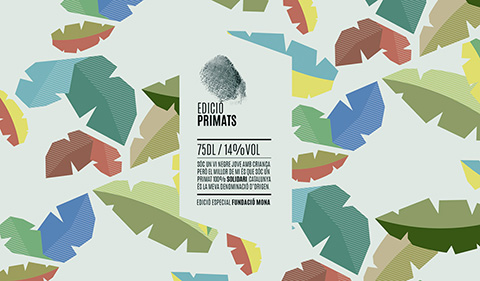 EDICIÓ
PRIMATS
75DL / 14%VOL
SÓC UN VI NEGRE JOVE AMB CRIANÇA
PERÒ EL MILLOR DE MI ÉS QUE SÓC UN
PRIMAT 100% SOLIDARI. CATALUNYA
ÉS LA MEVA DENOMINACIÓ D'ORIGEN.
EDICIÓ ESPECIAL FUNDACIÓ MONA